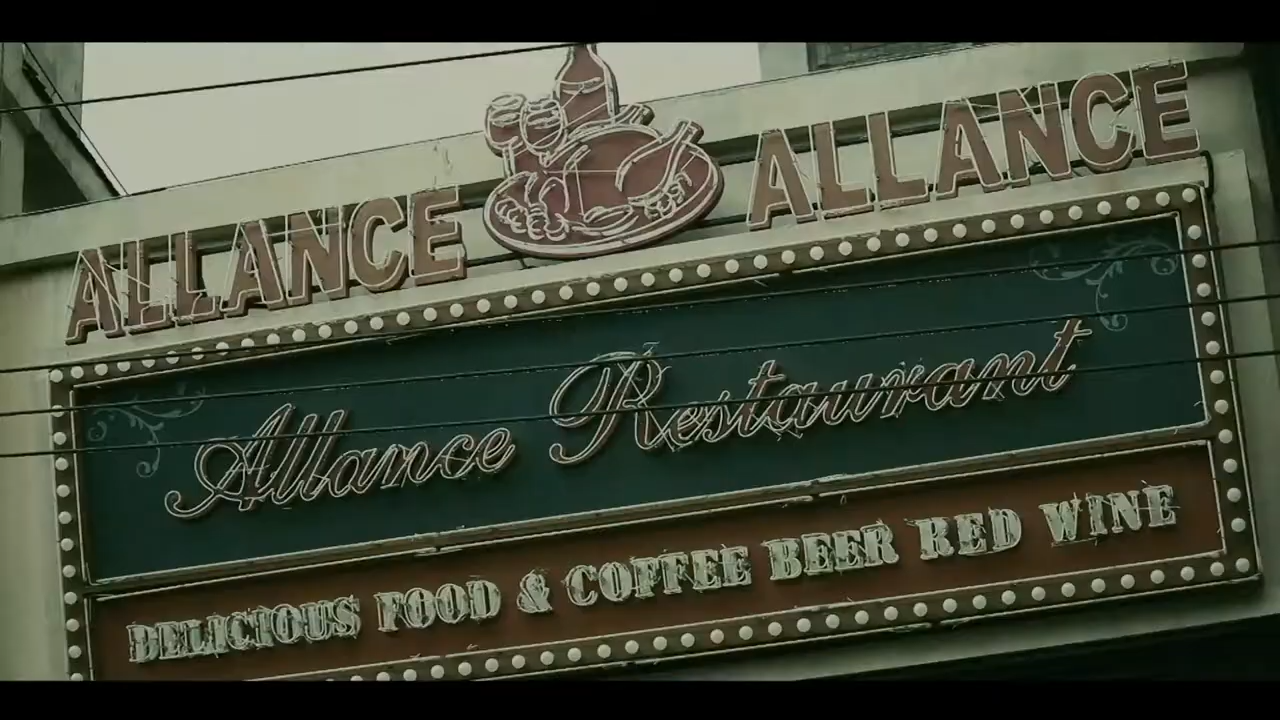 ALLANCE ALLANCE
Allance Restaurant
DELICIOUS FOOD & COFFEE BEER RED WINE